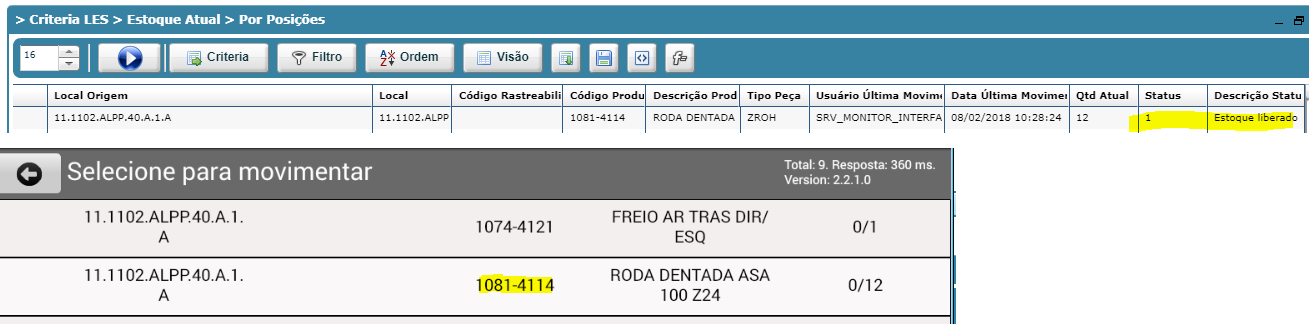 > Criteria LES > Estoque Atual > Por Posições
16 Criteria Filtro Ordem Visão
Local Origem Local Código Rastreabili Código Produ Descrição Prod Tipo Peça Usuário Última Movime Data Última Movimen Qtd Atual Status Descrição Statu
11.1102.ALPP.40.A.1.A 11.1102.ALPP 1081-4114 RODA DENTADA ZROH SRV_MONITOR_INTERFA 08/02/2018 10:28:24 12 1 Estoque liberado
Selecione para movimentar
Total: 9. Resposta: 360 ms.
Version: 2.2.1.0
11.1102.ALPP.40.A.1.
A
1074-4121
FREIO AR TRAS DIR/
ESQ
0/1
11.1102.ALPP.40.A.1.
A
1081-4114
RODA DENTADA ASA
100 Z24
0/12